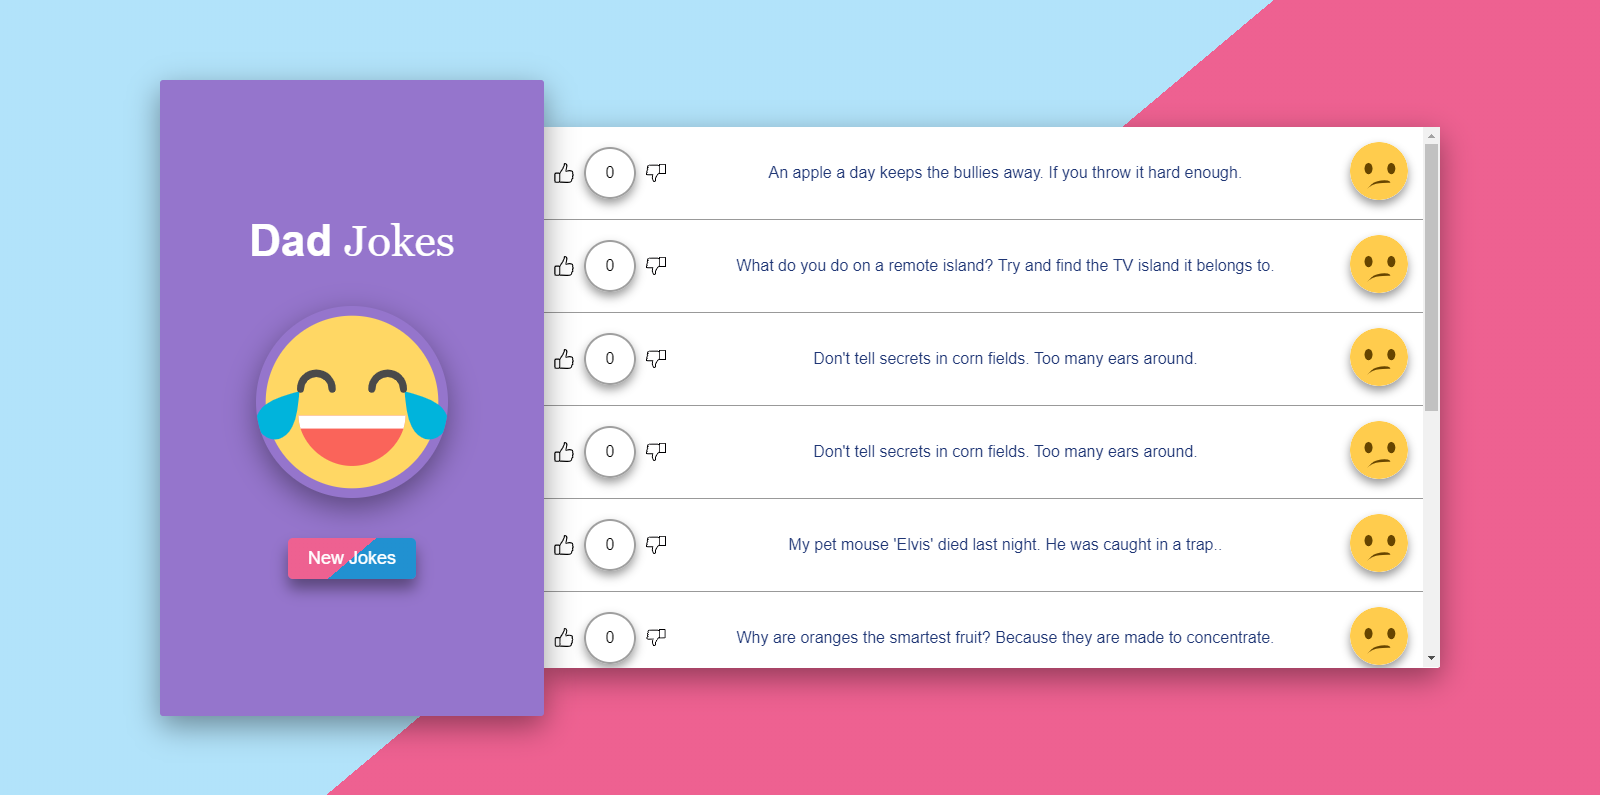 Dad Jokes
New Jokes
0
An apple a day keeps the bullies away. If you throw it hard enough.
0
What do you do on a remote island? Try and find the TV island it belongs to.
0
Don't tell secrets in corn fields. Too many ears around.
0
Don't tell secrets in corn fields. Too many ears around.
0
My pet mouse 'Elvis' died last night. He was caught in a trap..
0
Why are oranges the smartest fruit? Because they are made to concentrate.